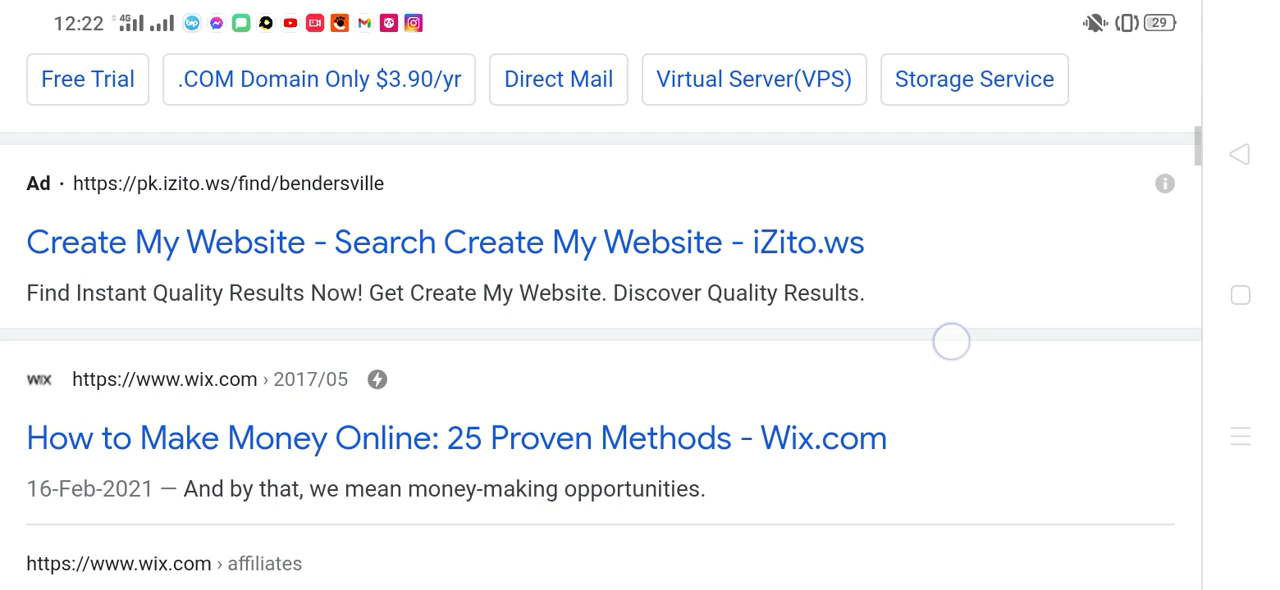 12:22 4G 29
Free Trial .COM Domain Only $3.90/yr Direct Mail Virtual Server(VPS) Storage Service
Ad · https://pk.izito.ws/find/bendersville
Create My Website - Search Create My Website - iZito.ws
Find Instant Quality Results Now! Get Create My Website. Discover Quality Results.
WIX https://www.wix.com › 2017/05
How to Make Money Online: 25 Proven Methods - Wix.com
16-Feb-2021 — And by that, we mean money-making opportunities.
https://www.wix.com › affiliates